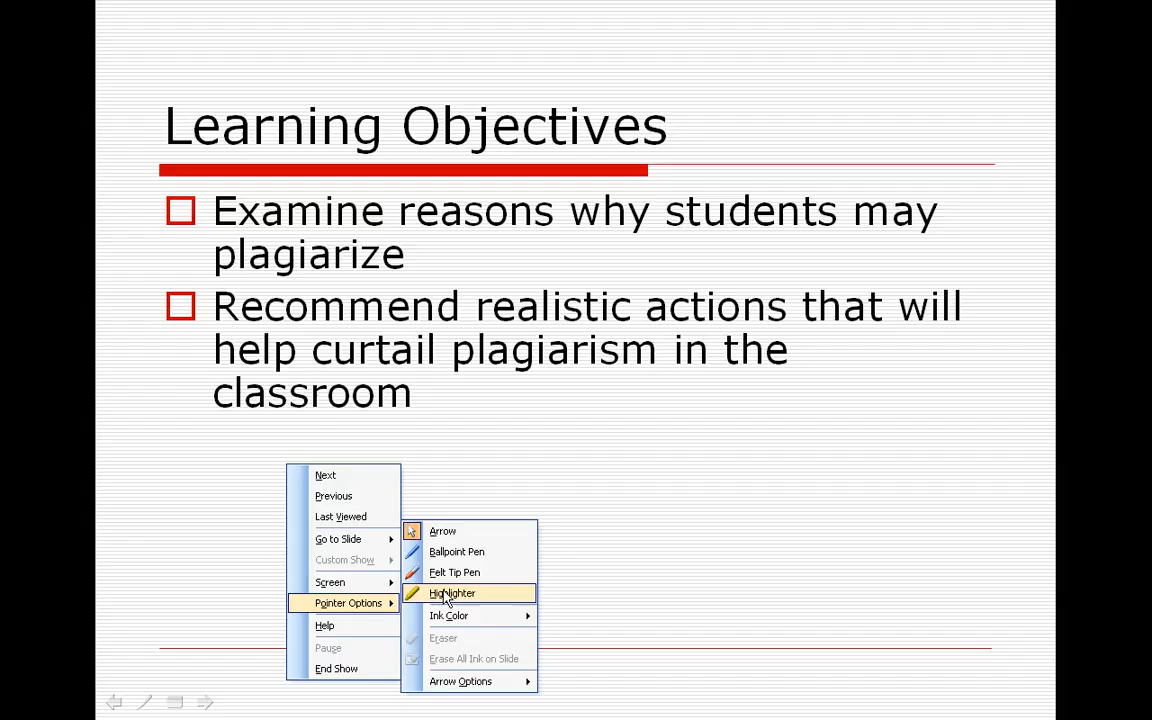 Learning Objectives
Examine reasons why students may
plagiarize
Recommend realistic actions that will
help curtail plagiarism in the
classroom
Next
Previous
Last Viewed
Go to Slide
Custom Show
Screen
Pointer Options
Help
Pause
End Show
Arrow
Ballpoint Pen
Felt Tip Pen
Highlighter
Ink Color
Eraser
Erase All Ink on Slide
Arrow Options